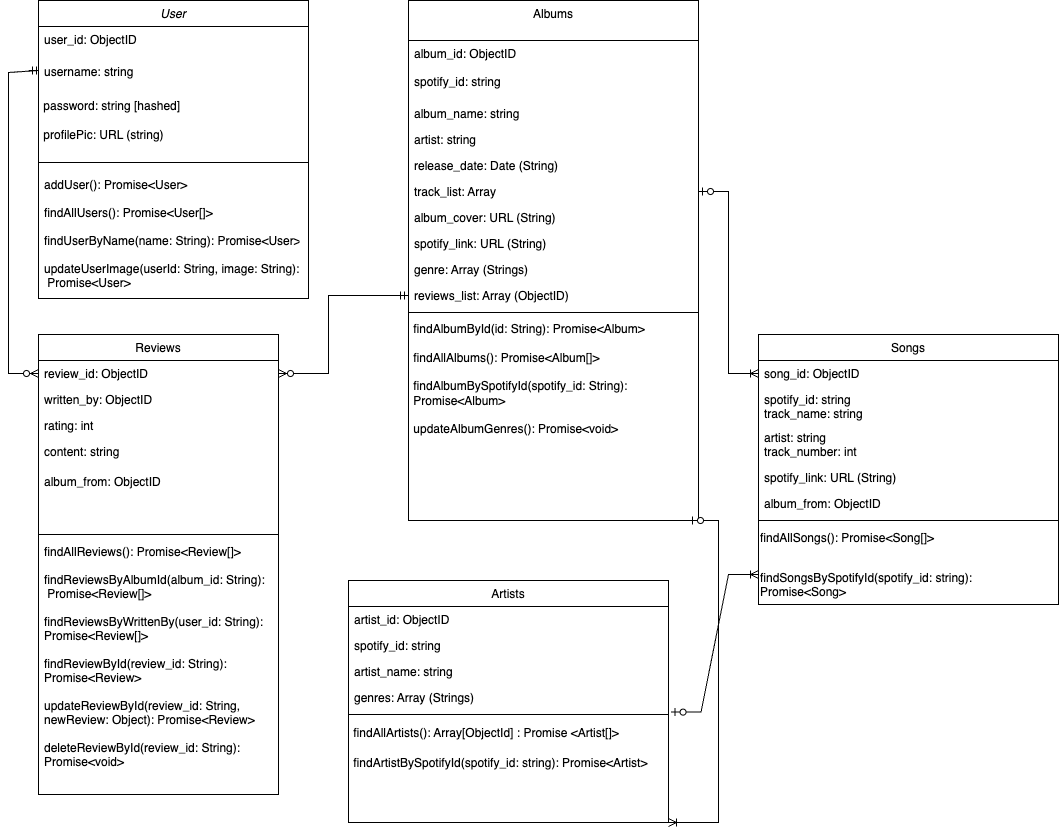 User
user_id: ObjectID
username: string
password: string [hashed]
profilePic: URL (string)
addUser(): Promise<User>
findAllUsers(): Promise<User[]>
findUserByName(name: String): Promise<User>
updateUserImage(userId: String, image: String):
Promise<User>
Albums
album_id: ObjectID
spotify_id: string
album_name: string
artist: string
release_date: Date (String)
track_list: Array
album_cover: URL (String)
spotify_link: URL (String)
genre: Array (Strings)
reviews_list: Array (ObjectID)
findAlbumById(id: String): Promise<Album>
findAllAlbums(): Promise<Album[]>
findAlbumBySpotifyId(spotify_id: String):
Promise<Album>
updateAlbumGenres(): Promise<void>
Reviews
review_id: ObjectID
written_by: ObjectID
rating: int
content: string
album_from: ObjectID
findAllReviews(): Promise<Review[]>
findReviewsByAlbumId(album_id: String):
Promise<Review[]>
findReviewsByWrittenBy(user_id: String):
Promise<Review[]>
findReviewById(review_id: String):
Promise<Review>
updateReviewById(review_id: String,
newReview: Object): Promise<Review>
deleteReviewById(review_id: String):
Promise<void>
Songs
song_id: ObjectID
spotify_id: string
track_name: string
artist: string
track_number: int
spotify_link: URL (String)
album_from: ObjectID
findAllSongs(): Promise<Song[]>
findSongsBySpotifyId(spotify_id: string):
Promise<Song>
Artists
artist_id: ObjectID
spotify_id: string
artist_name: string
genres: Array (Strings)
findAllArtists(): Array[ObjectId] : Promise <Artist[]>
findArtistBySpotifyId(spotify_id: string): Promise<Artist>